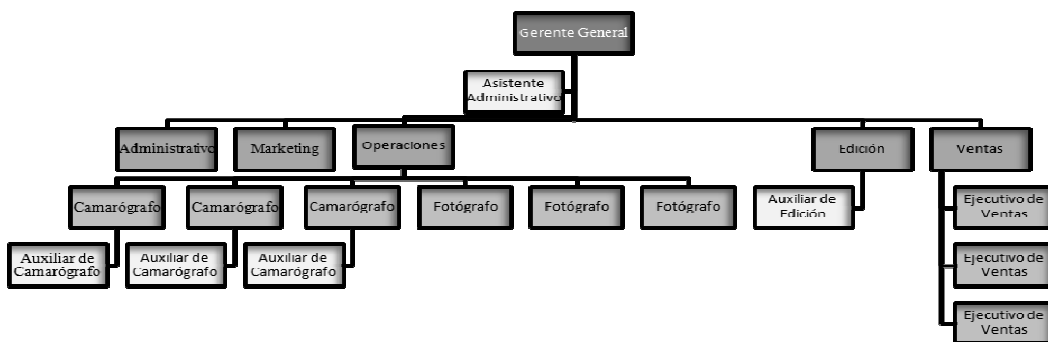 Gerente General
Asistente
Administrativo
Administrativo
Marketing
Operaciones
Edición
Ventas
Camarógrafo
Camarógrafo
Camarógrafo
Fotógrafo
Fotógrafo
Fotógrafo
Auxiliar de
Edición
Ejecutivo de
Ventas
Auxiliar de
Camarógrafo
Auxiliar de
Camarógrafo
Auxiliar de
Camarógrafo
Ejecutivo de
Ventas
Ejecutivo de
Ventas